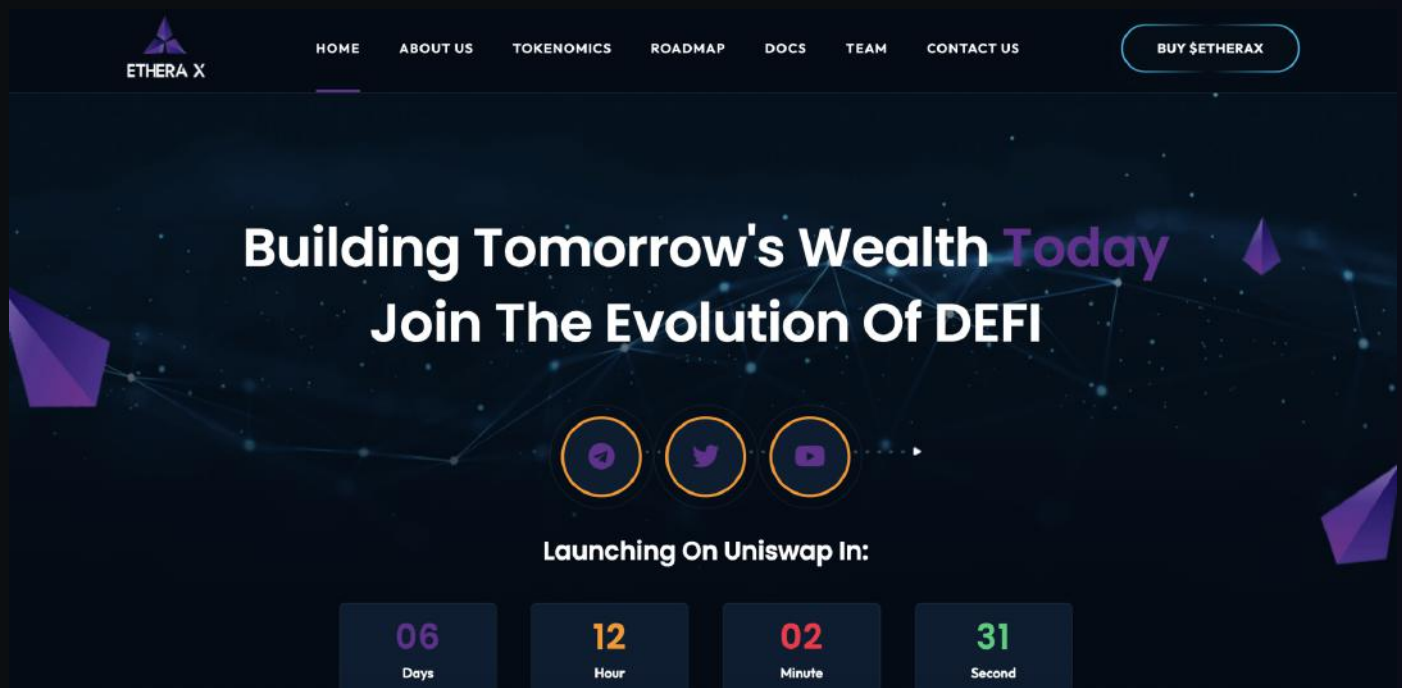 ETHERA X
HOME ABOUT US TOKENOMICS ROADMAP DOCS TEAM CONTACT US BUY $ETHERAX
Building Tomorrow's Wealth Today
Join The Evolution Of DEFI
Launching On Uniswap In:
06 12 02 31
Days Hour Minute Second